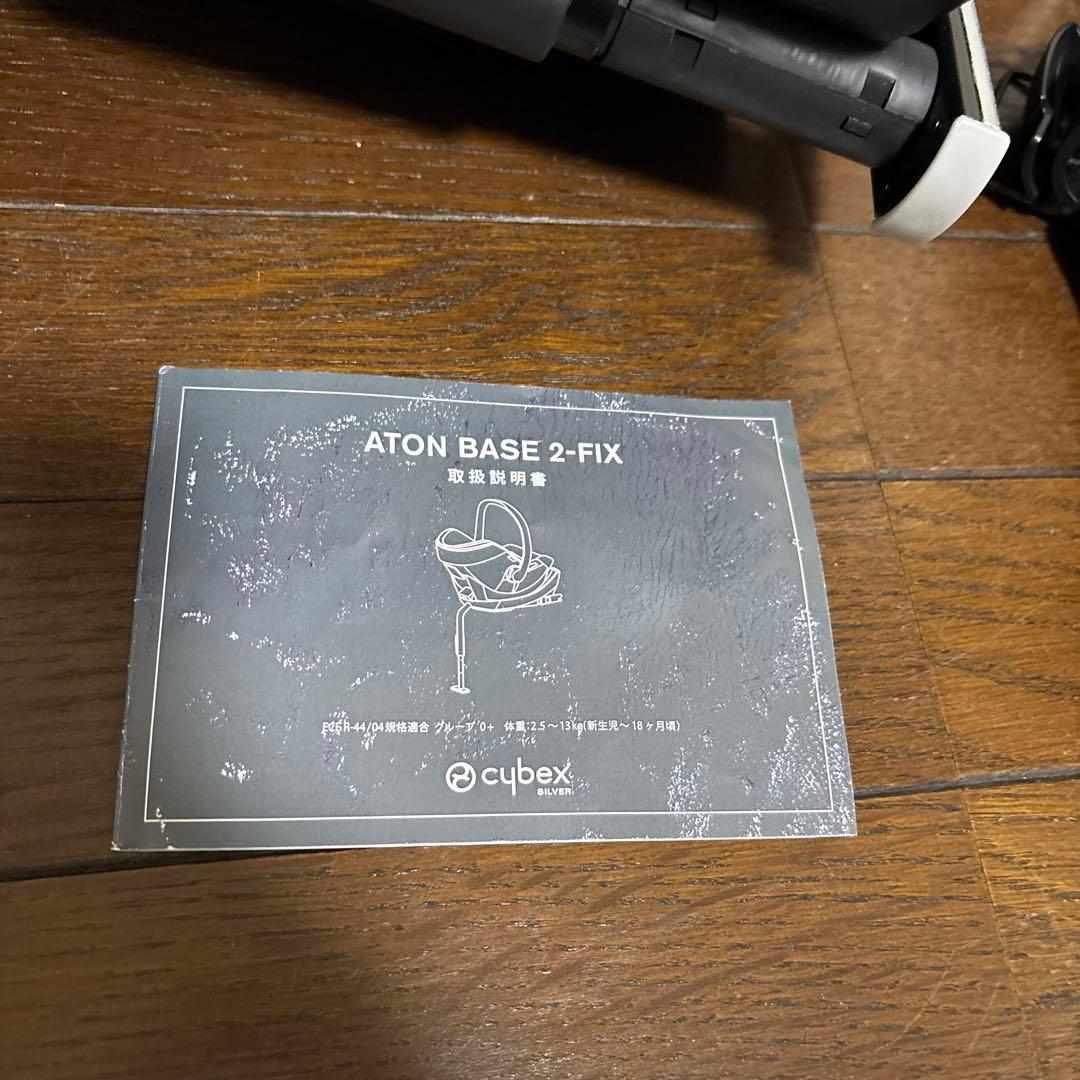 ATON BASE 2-FIX
取扱説明書
ECE R-44/04規格適合 グループ 0+ 体重:2.5～13kg(新生児～18ヶ月頃)
cybex
SILVER